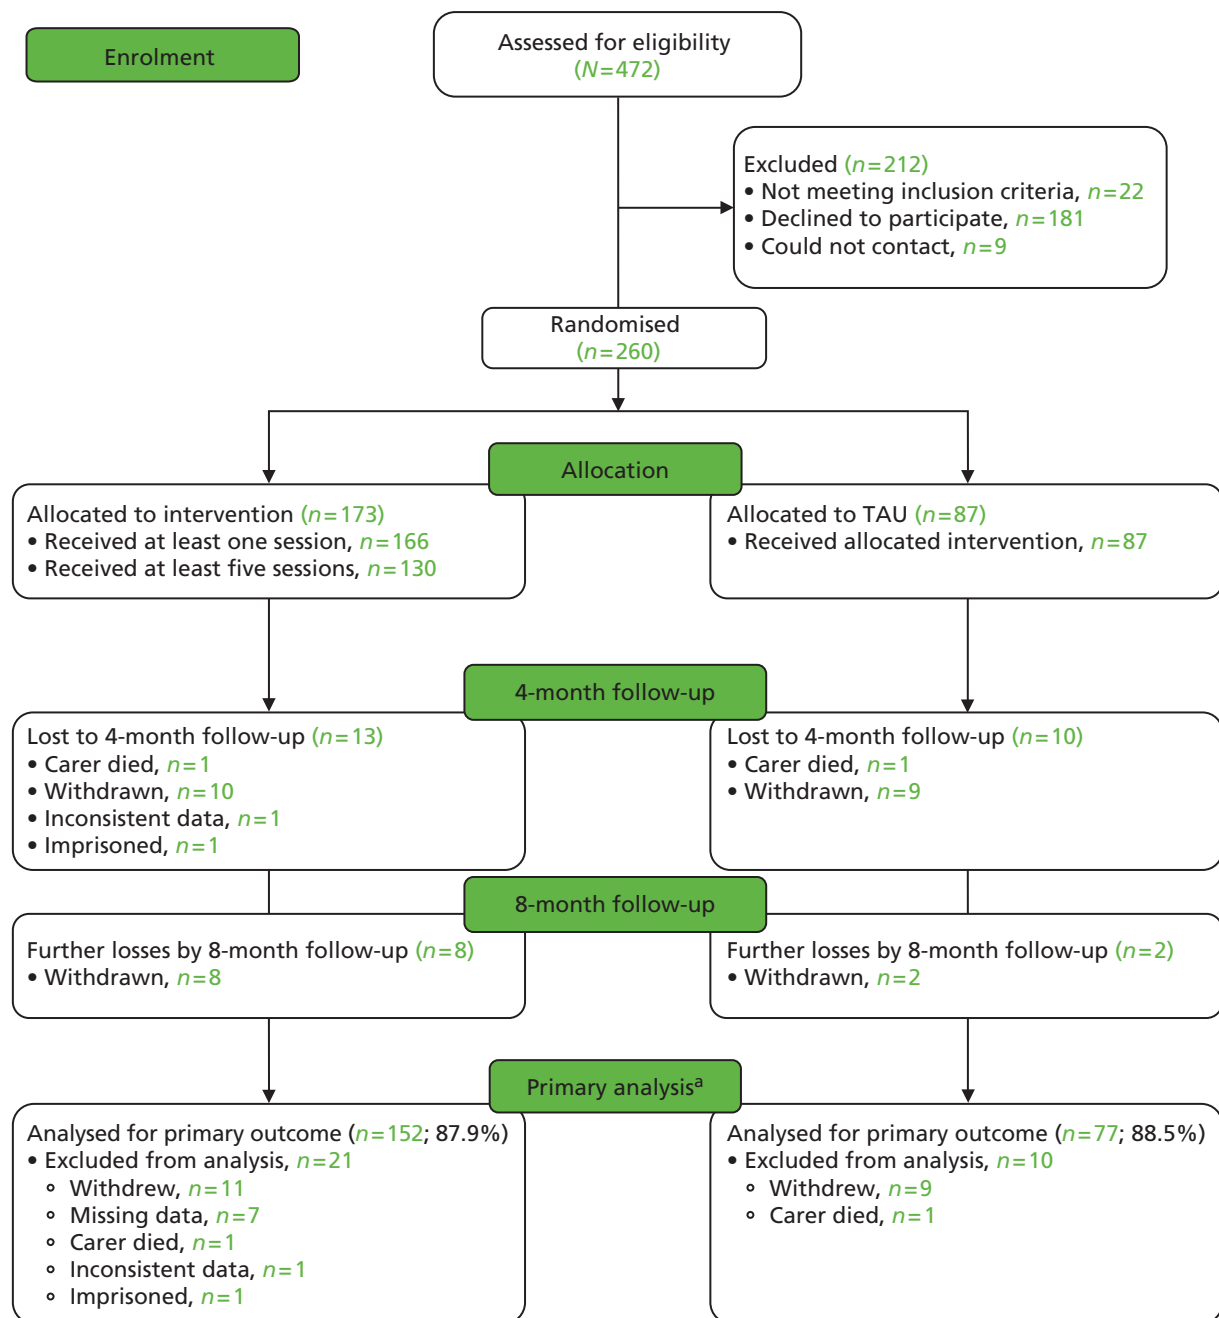 Enrolment
Assessed for eligibility
(N=472)
Excluded (n=212)
• Not meeting inclusion criteria, n=22
• Declined to participate, n=181
• Could not contact, n=9
Randomised
(n=260)
Allocation
Allocated to intervention (n=173)
• Received at least one session, n=166
• Received at least five sessions, n=130
Allocated to TAU (n=87)
• Received allocated intervention, n=87
4-month follow-up
Lost to 4-month follow-up (n=13)
• Carer died, n=1
• Withdrawn, n=10
• Inconsistent data, n=1
• Imprisoned, n=1
Lost to 4-month follow-up (n=10)
• Carer died, n=1
• Withdrawn, n=9
8-month follow-up
Further losses by 8-month follow-up (n=8)
• Withdrawn, n=8
Further losses by 8-month follow-up (n=2)
• Withdrawn, n=2
Primary analysisᵃ
Analysed for primary outcome (n=152; 87.9%)
• Excluded from analysis, n=21
∘ Withdrew, n=11
∘ Missing data, n=7
∘ Carer died, n=1
∘ Inconsistent data, n=1
∘ Imprisoned, n=1
Analysed for primary outcome (n=77; 88.5%)
• Excluded from analysis, n=10
∘ Withdrew, n=9
∘ Carer died, n=1